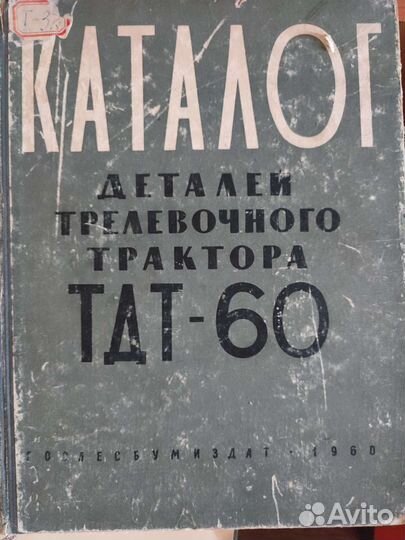 КАТАЛОГ
ДЕТАЛЕЙ
ТРЕЛЕВОЧНОГО
ТРАКТОРА
ТДТ-60
ГОСЛЕСБУМИЗДАТ · 1960
Avito